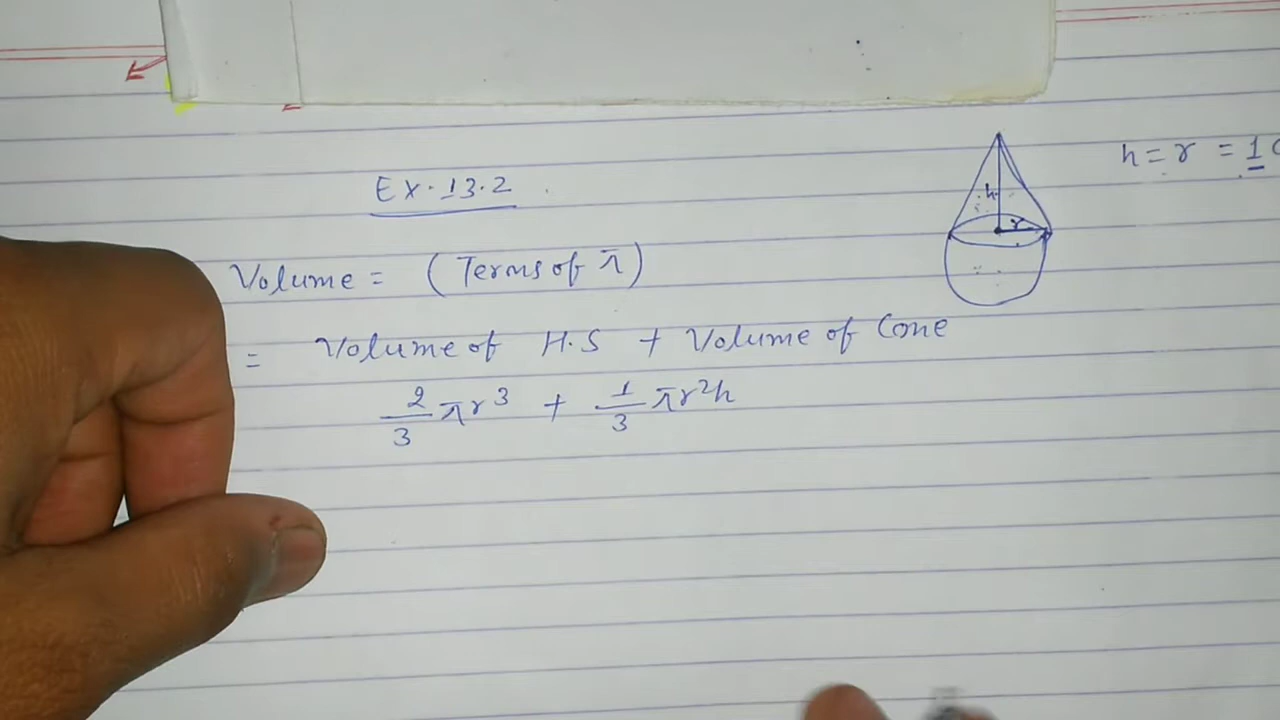 Ex. 13.2
h = r = 1 c
h
r
Volume = (Terms of π)
= Volume of H.S + Volume of Cone
2/3 πr³ + 1/3 πr²h